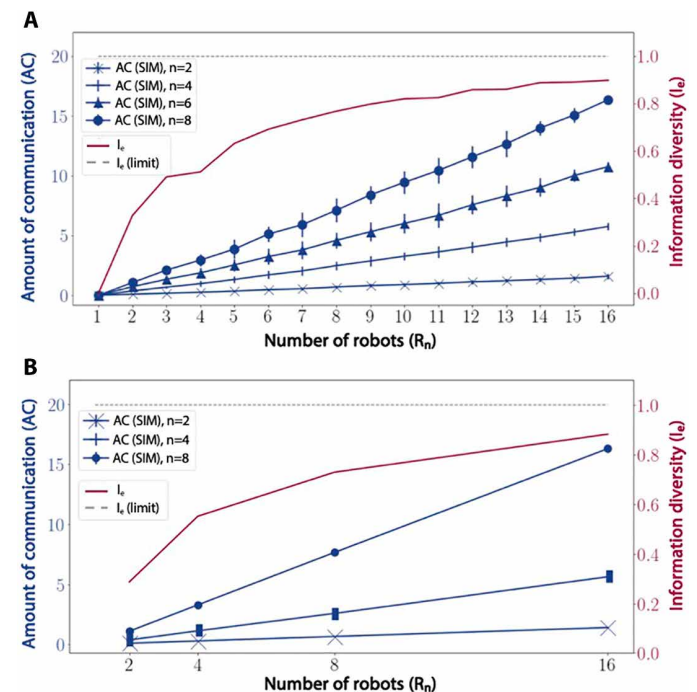 A
Amount of communication (AC)
20
15
10
5
0
AC (SIM), n=2
AC (SIM), n=4
AC (SIM), n=6
AC (SIM), n=8
Ie
Ie (limit)
1.0
0.8
0.6
0.4
0.2
0.0
Information diversity (Ie)
1 2 3 4 5 6 7 8 9 10 11 12 13 14 15 16
Number of robots (Rn)
B
Amount of communication (AC)
20
15
10
5
0
AC (SIM), n=2
AC (SIM), n=4
AC (SIM), n=8
Ie
Ie (limit)
1.0
0.8
0.6
0.4
0.2
0.0
Information diversity (Ie)
2 4 8 16
Number of robots (Rn)